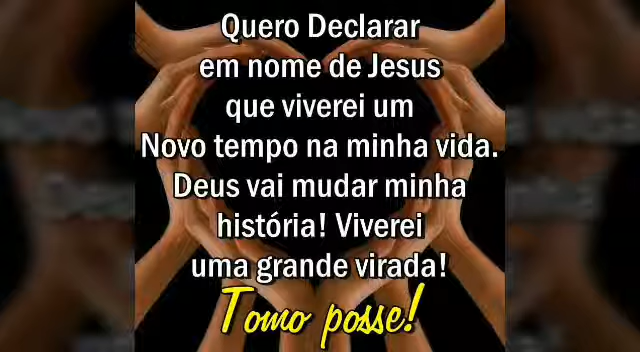 Quero Declarar
em nome de Jesus
que viverei um
Novo tempo na minha vida.
Deus vai mudar minha
história! Viverei
uma grande virada!
Tomo posse!